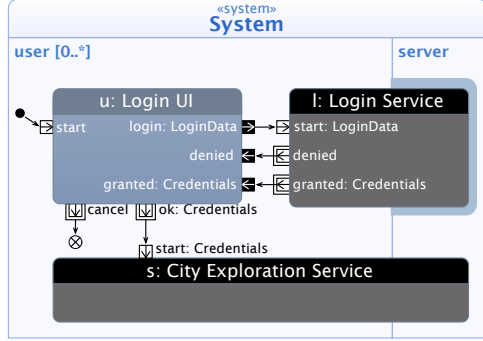 «system»
System
user [0..*]
server
u: Login UI
l: Login Service
start
login: LoginData
start: LoginData
denied
denied
granted: Credentials
granted: Credentials
cancel
ok: Credentials
start: Credentials
s: City Exploration Service